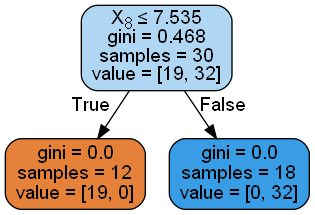 X₈ ≤ 7.535
gini = 0.468
samples = 30
value = [19, 32]
True
False
gini = 0.0
samples = 12
value = [19, 0]
gini = 0.0
samples = 18
value = [0, 32]